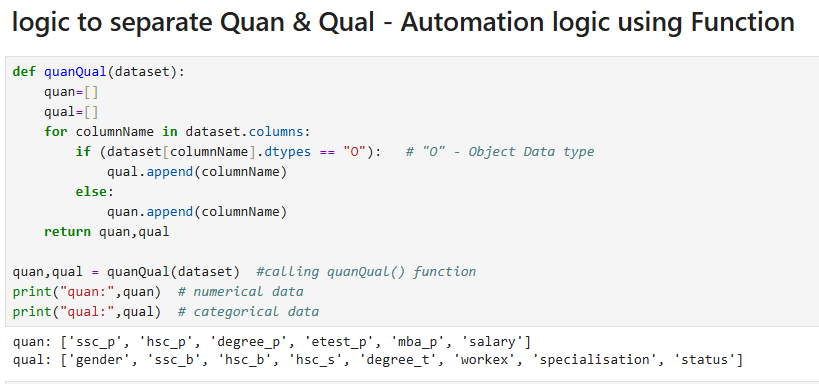 logic to separate Quan & Qual - Automation logic using Function
def quanQual(dataset):
    quan=[]
    qual=[]
    for columnName in dataset.columns:
        if (dataset[columnName].dtypes == "O"):   # "O" - Object Data type
            qual.append(columnName)
        else:
            quan.append(columnName)
    return quan,qual
quan,qual = quanQual(dataset)  #calling quanQual() function
print("quan:",quan)  # numerical data
print("qual:",qual)  # categorical data
quan: ['ssc_p', 'hsc_p', 'degree_p', 'etest_p', 'mba_p', 'salary']
qual: ['gender', 'ssc_b', 'hsc_b', 'hsc_s', 'degree_t', 'workex', 'specialisation', 'status']